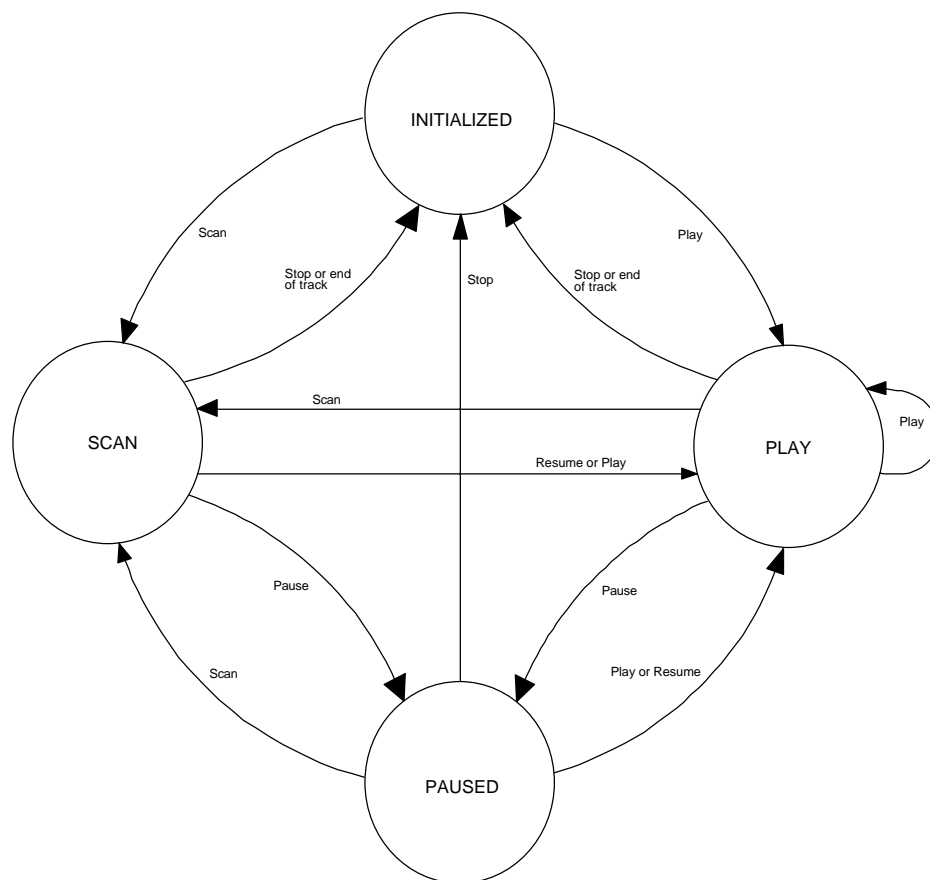 INITIALIZED
Scan
Play
Stop or end
of track
Stop
Stop or end
of track
Scan
Play
SCAN
PLAY
Resume or Play
Pause
Pause
Scan
Play or Resume
PAUSED